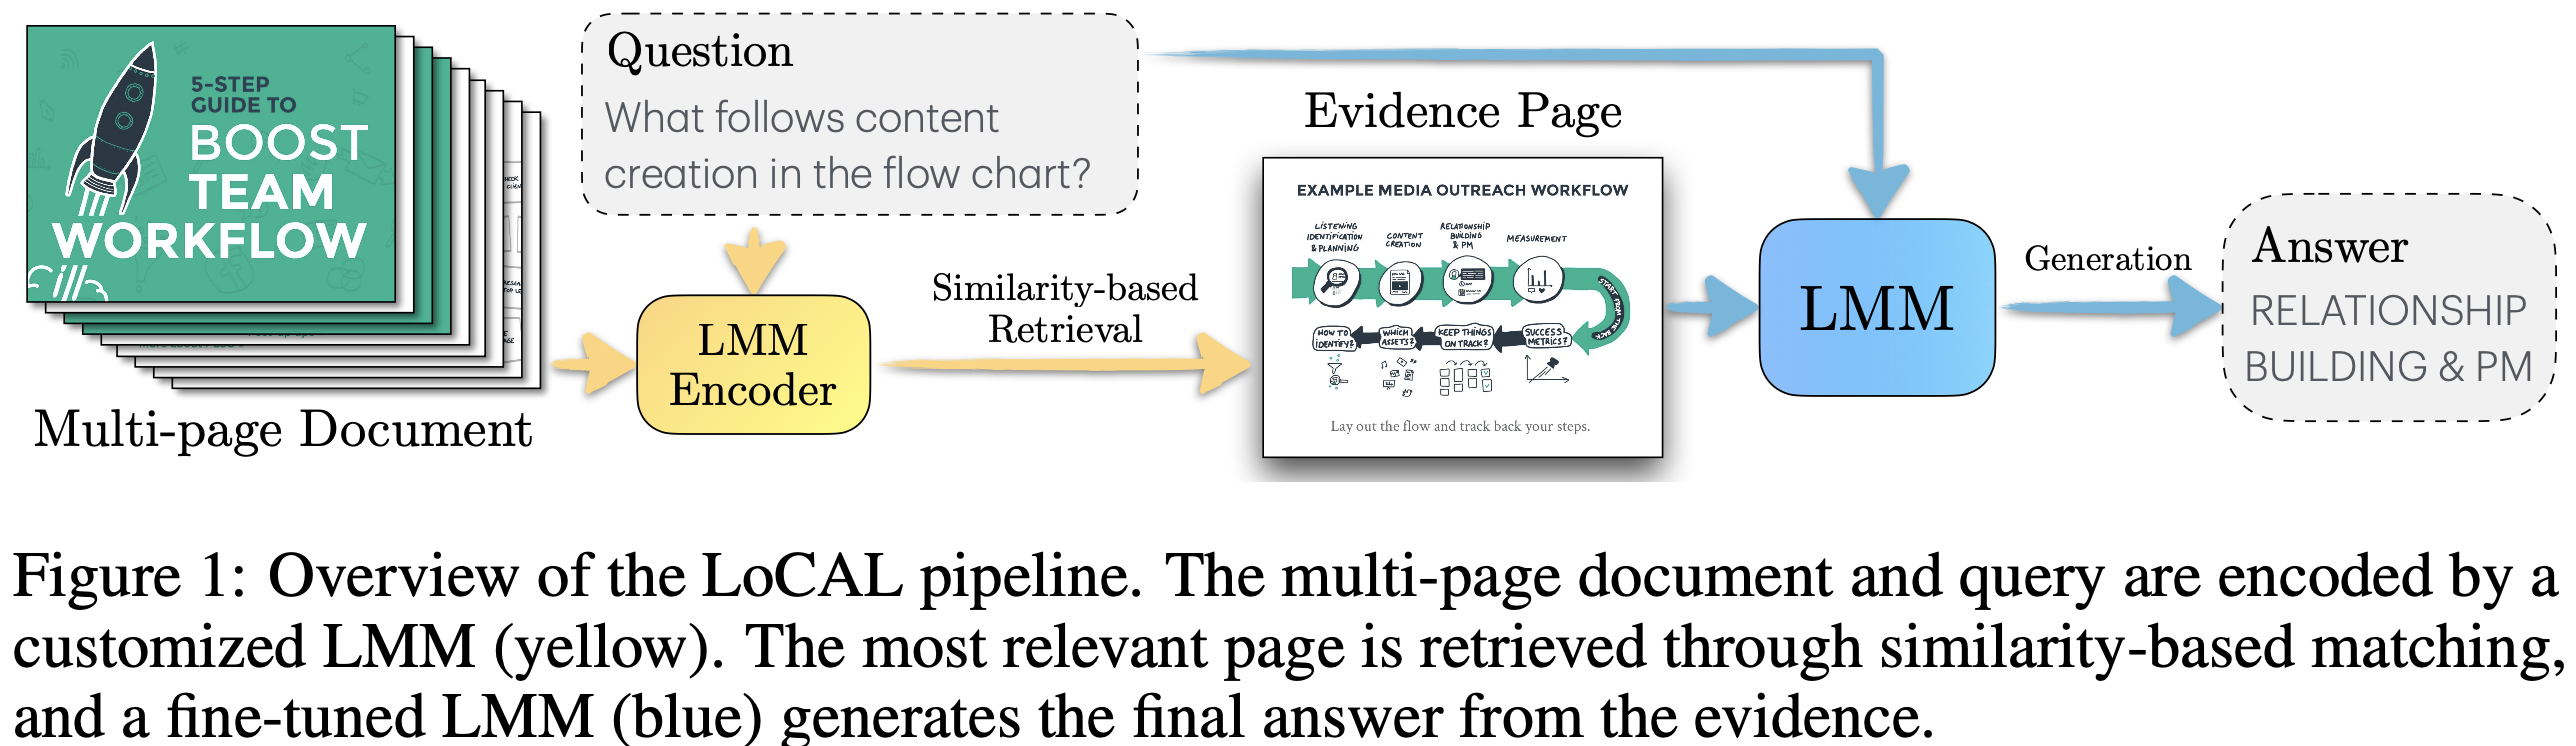 5-STEP
GUIDE TO
BOOST
TEAM
WORKFLOW
Multi-page Document
Question
What follows content
creation in the flow chart?
LMM
Encoder
Similarity-based
Retrieval
Evidence Page
EXAMPLE MEDIA OUTREACH WORKFLOW
LISTENING
IDENTIFICATION
& PLANNING
CONTENT
CREATION
RELATIONSHIP
BUILDING
& PM
MEASUREMENT
START FROM THE BACK
HOW TO
IDENTIFY?
WHICH
ASSETS?
KEEP THINGS
ON TRACK?
SUCCESS
METRICS?
Lay out the flow and track back your steps.
LMM
Generation
Answer
RELATIONSHIP
BUILDING & PM
Figure 1: Overview of the LoCAL pipeline. The multi-page document and query are encoded by a
customized LMM (yellow). The most relevant page is retrieved through similarity-based matching,
and a fine-tuned LMM (blue) generates the final answer from the evidence.